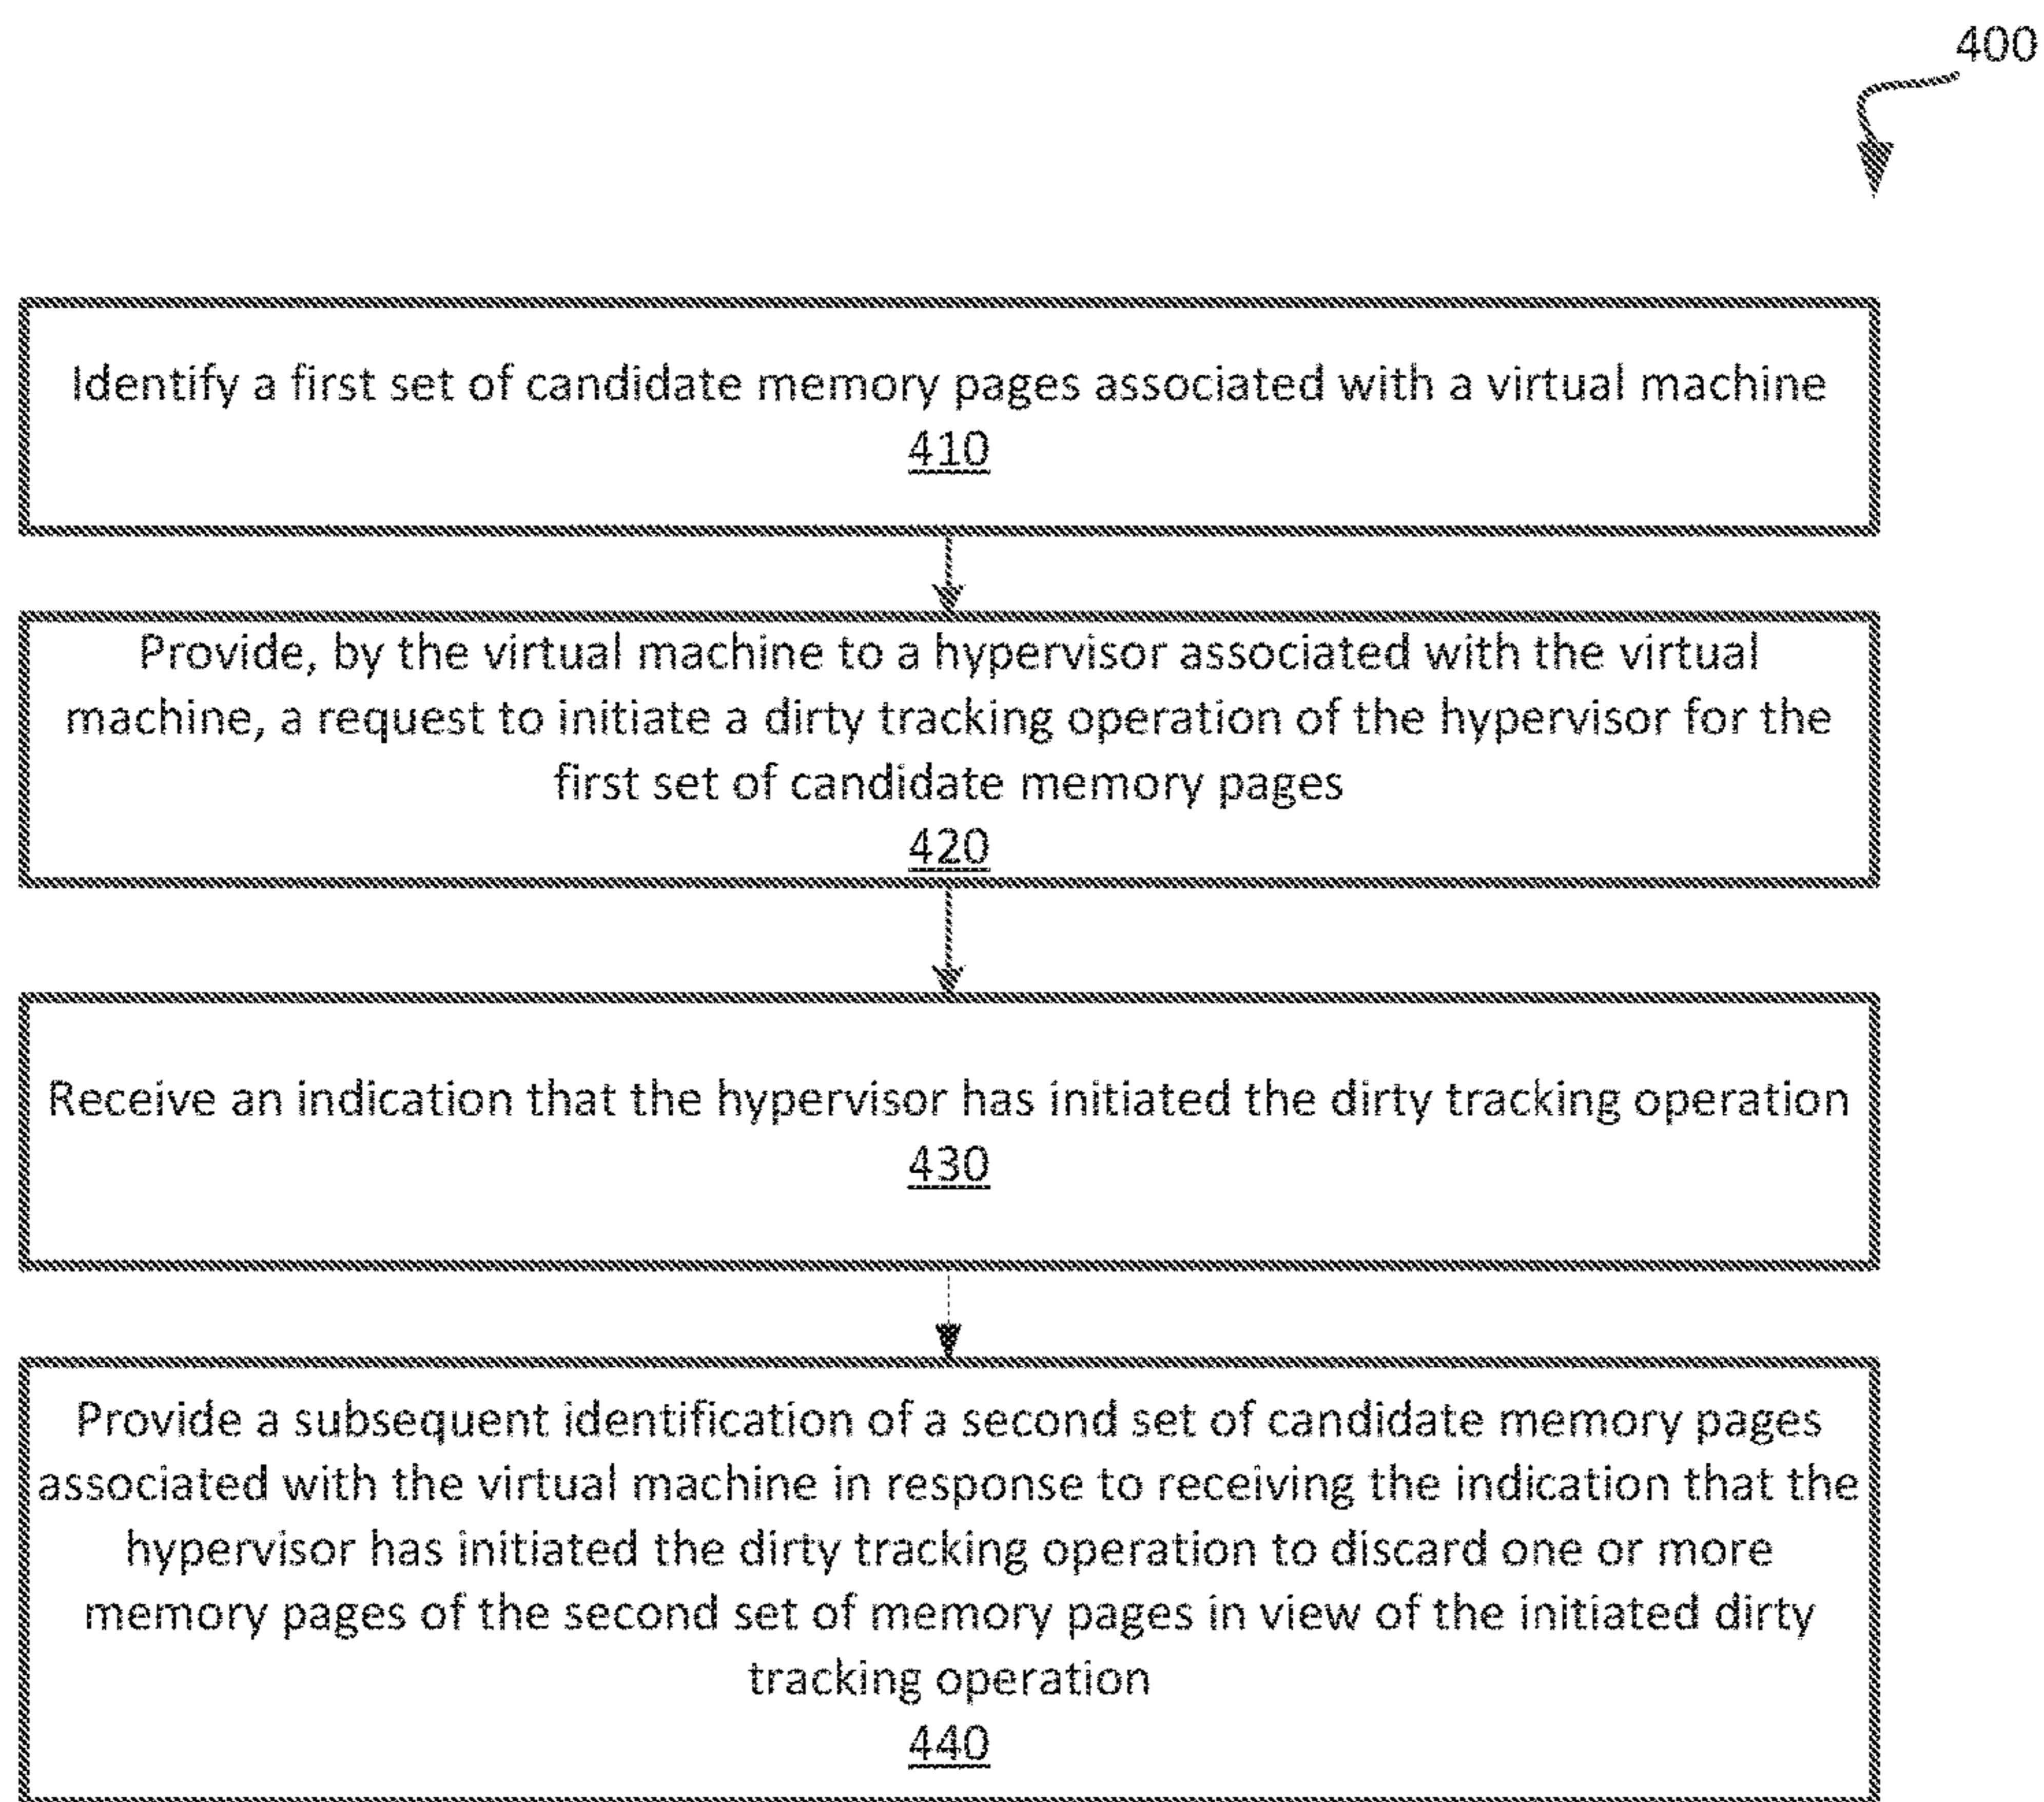 400
Identify a first set of candidate memory pages associated with a virtual machine
410
Provide, by the virtual machine to a hypervisor associated with the virtual
machine, a request to initiate a dirty tracking operation of the hypervisor for the
first set of candidate memory pages
420
Receive an indication that the hypervisor has initiated the dirty tracking operation
430
Provide a subsequent identification of a second set of candidate memory pages
associated with the virtual machine in response to receiving the indication that the
hypervisor has initiated the dirty tracking operation to discard one or more
memory pages of the second set of memory pages in view of the initiated dirty
tracking operation
440